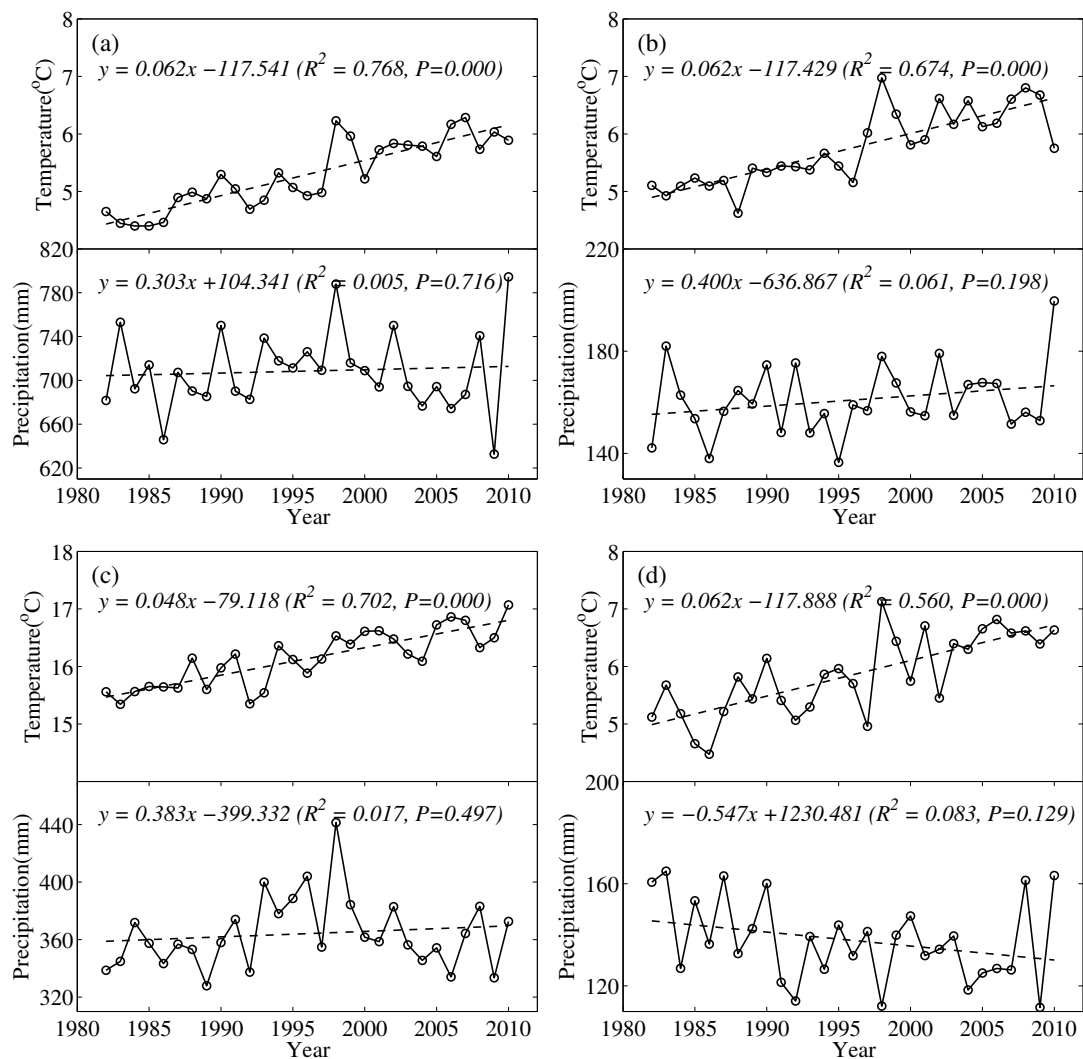 8
(a)
y = 0.062x −117.541 (R² = 0.768, P=0.000)
7
6
5
Temperature(°C)
820
y = 0.303x +104.341 (R² = 0.005, P=0.716)
780
740
700
660
620
Precipitation(mm)
1980 1985 1990 1995 2000 2005 2010
Year
8
(b)
y = 0.062x −117.429 (R² = 0.674, P=0.000)
7
6
5
Temperature(°C)
220
y = 0.400x −636.867 (R² = 0.061, P=0.198)
180
140
Precipitation(mm)
1980 1985 1990 1995 2000 2005 2010
Year
18
(c)
y = 0.048x −79.118 (R² = 0.702, P=0.000)
17
16
15
Temperature(°C)
y = 0.383x −399.332 (R² = 0.017, P=0.497)
440
400
360
320
Precipitation(mm)
1980 1985 1990 1995 2000 2005 2010
Year
8
(d)
y = 0.062x −117.888 (R² = 0.560, P=0.000)
7
6
5
Temperature(°C)
200
y = −0.547x +1230.481 (R² = 0.083, P=0.129)
160
120
Precipitation(mm)
1980 1985 1990 1995 2000 2005 2010
Year